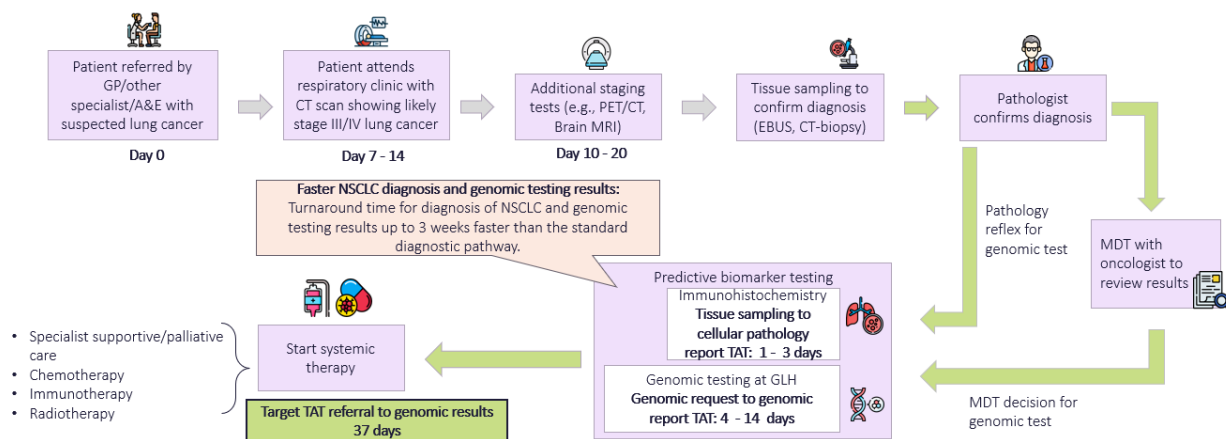 Patient referred by
GP/other
specialist/A&E with
suspected lung cancer
Day 0
Patient attends
respiratory clinic with
CT scan showing likely
stage III/IV lung cancer
Day 7 - 14
Additional staging
tests (e.g., PET/CT,
Brain MRI)
Day 10 - 20
Tissue sampling to
confirm diagnosis
(EBUS, CT-biopsy)
Pathologist
confirms diagnosis
Faster NSCLC diagnosis and genomic testing results:
Turnaround time for diagnosis of NSCLC and genomic
testing results up to 3 weeks faster than the standard
diagnostic pathway.
Pathology
reflex for
genomic test
MDT with
oncologist to
review results
Predictive biomarker testing
Immunohistochemistry
Tissue sampling to
cellular pathology
report TAT: 1 - 3 days
Genomic testing at GLH
Genomic request to genomic
report TAT: 4 - 14 days
MDT decision for
genomic test
Start systemic
therapy
Target TAT referral to genomic results
37 days
• Specialist supportive/palliative
care
• Chemotherapy
• Immunotherapy
• Radiotherapy